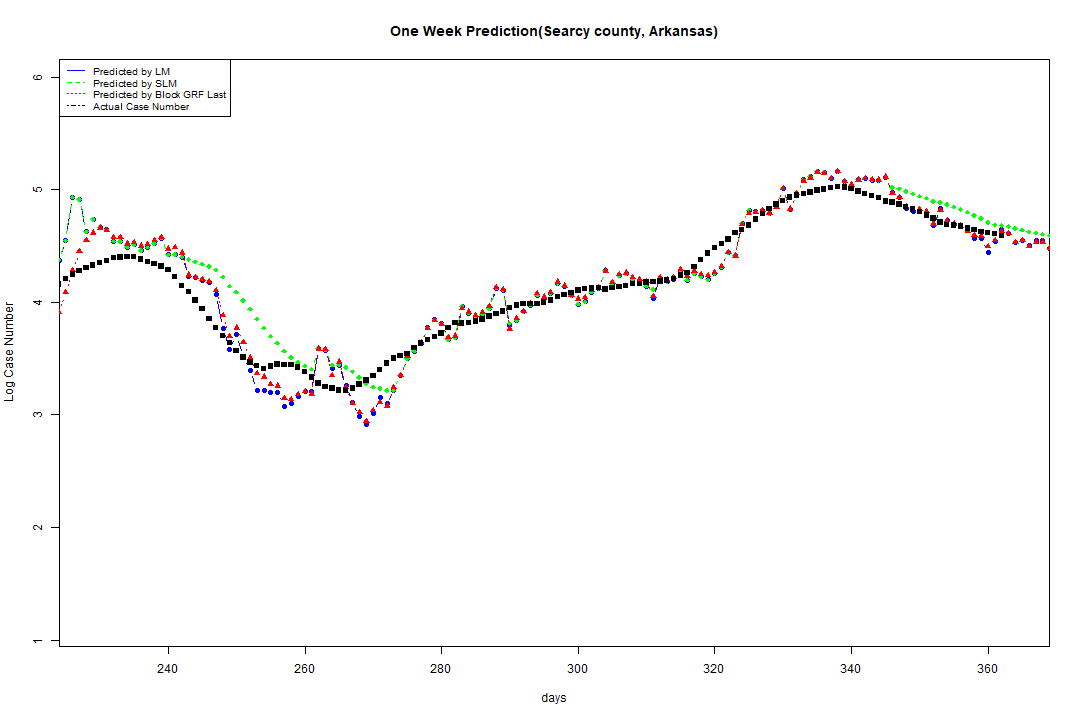 One Week Prediction(Searcy county, Arkansas)
Predicted by LM
Predicted by SLM
Predicted by Block GRF Last
Actual Case Number
6
5
4
3
2
1
Log Case Number
240 260 280 300 320 340 360
days